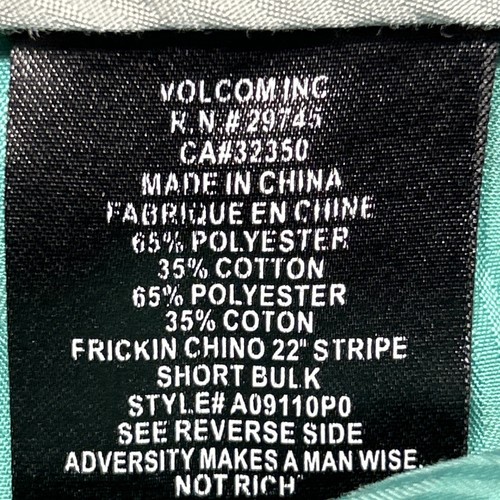 VOLCOM INC
R.N.# 29745
CA#32350
MADE IN CHINA
FABRIQUE EN CHINE
65% POLYESTER
35% COTTON
65% POLYESTER
35% COTON
FRICKIN CHINO 22" STRIPE
SHORT BULK
STYLE# A09110P0
SEE REVERSE SIDE
ADVERSITY MAKES A MAN WISE,
NOT RICH